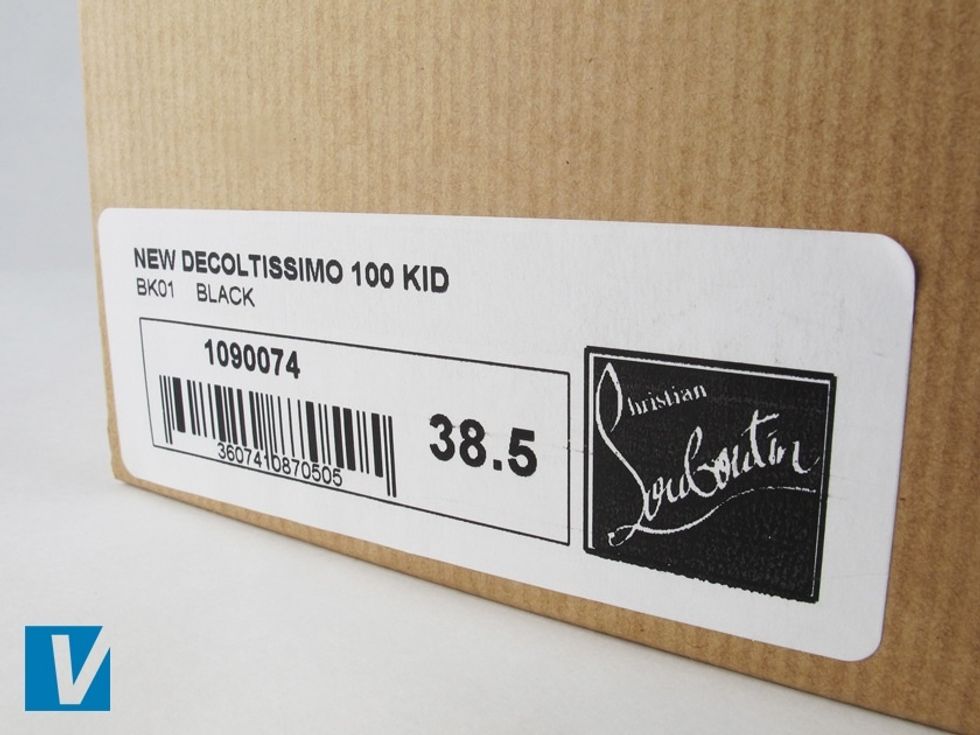 NEW DECOLTISSIMO 100 KID
BK01 BLACK
1090074
3607410870505
38.5
Christian
Louboutin
V